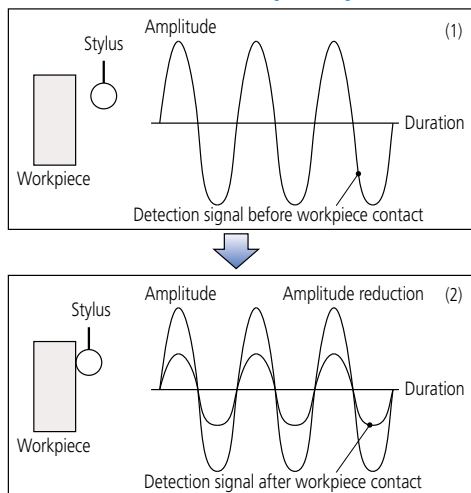 Amplitude
(1)
Stylus
Duration
Workpiece
Detection signal before workpiece contact
Amplitude
Amplitude reduction
(2)
Stylus
Duration
Workpiece
Detection signal after workpiece contact